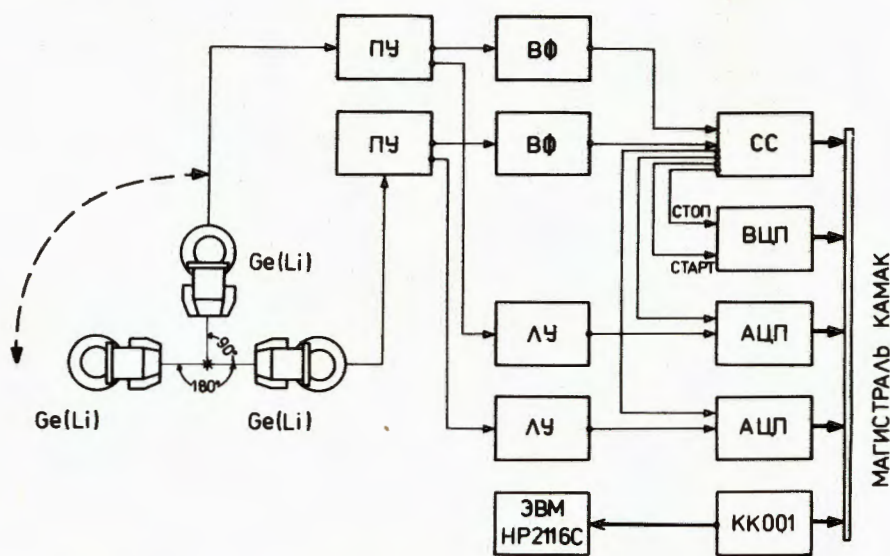 ПУ
ВФ
ПУ
ВФ
СС
СТОП
ВЦП
СТАРТ
Ge(Li)
90°
180°
Ge(Li)
Ge(Li)
ЛУ
АЦП
ЛУ
АЦП
ЭВМ
HP2116C
КК001
МАГИСТРАЛЬ КАМАК